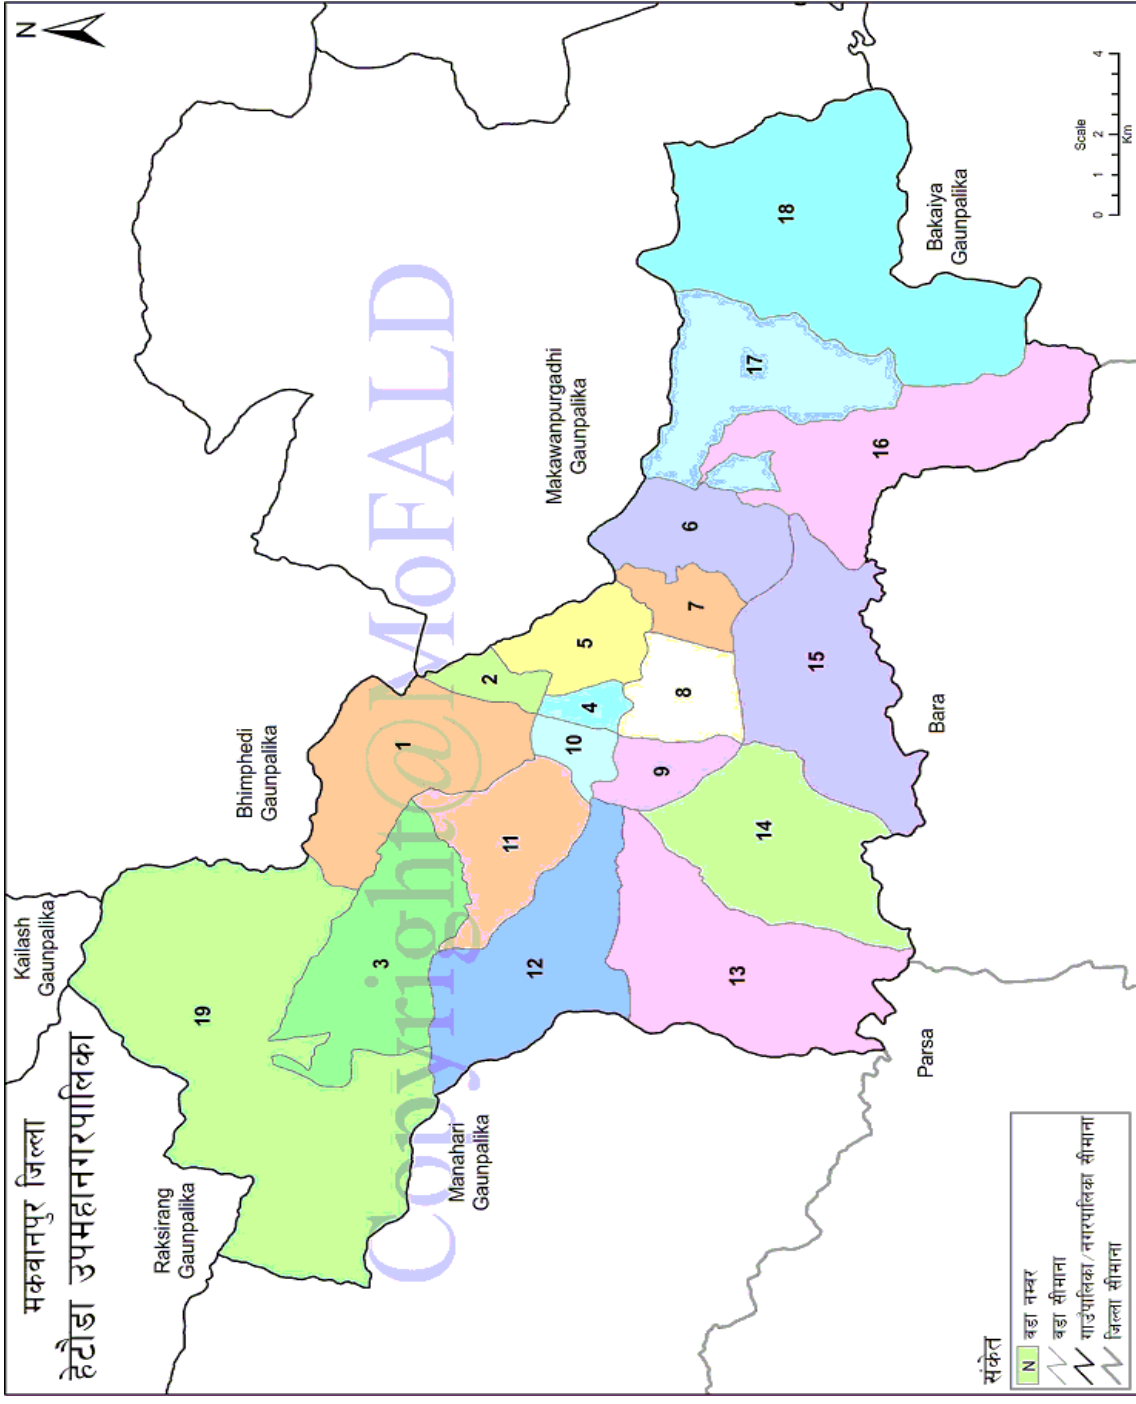 मकवानपुर जिल्ला
हेटौडा उपमहानगरपालिका
N
Kailash
Gaunpalika
Raksirang
Gaunpalika
Bhimphedi
Gaunpalika
Manahari
Gaunpalika
Makawanpurgadhi
Gaunpalika
Bakaiya
Gaunpalika
Parsa
Bara
19
3
1
11
12
2
10
4
5
13
9
8
7
6
14
15
17
16
18
Copyright@MoFALD
संकेत
N वडा नम्बर
वडा सीमाना
गाउँपालिका/नगरपालिका सीमाना
जिल्ला सीमाना
Scale
0 1 2 4
Km